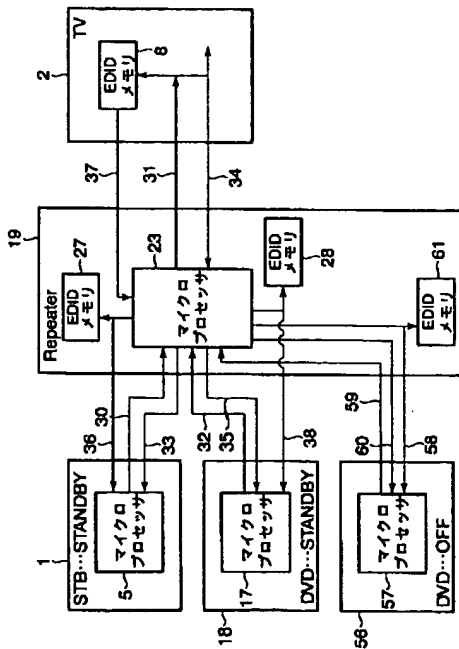 1
STB…STANDBY
マイクロ
プロセッサ
5
36
30
33
18
DVD…STANDBY
マイクロ
プロセッサ
17
32
35
38
56
DVD…OFF
マイクロ
プロセッサ
57
59
60
58
19
Repeater
EDID
メモリ
27
マイクロ
プロセッサ
23
EDID
メモリ
28
EDID
メモリ
61
37
31
34
2
TV
EDID
メモリ
8